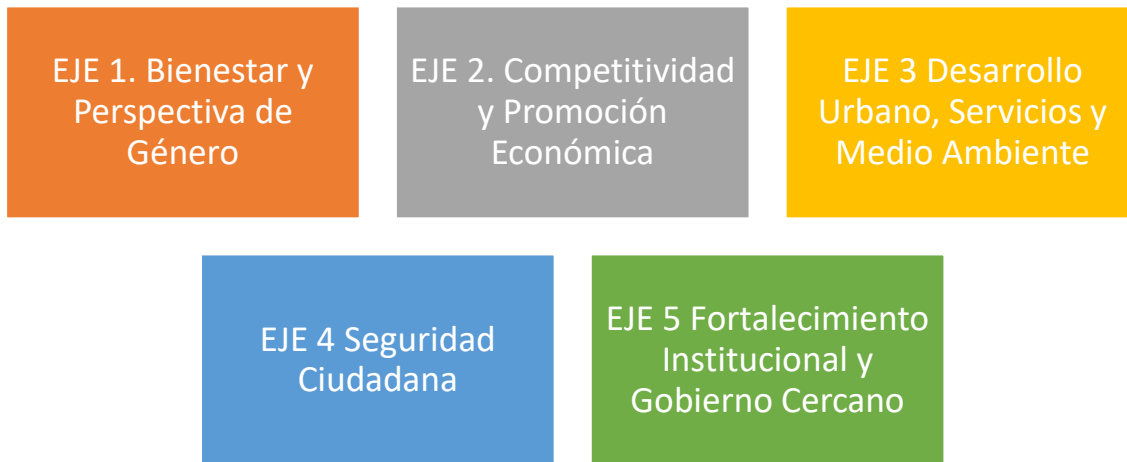 EJE 1. Bienestar y
Perspectiva de
Género
EJE 2. Competitividad
y Promoción
Económica
EJE 3 Desarrollo
Urbano, Servicios y
Medio Ambiente
EJE 4 Seguridad
Ciudadana
EJE 5 Fortalecimiento
Institucional y
Gobierno Cercano